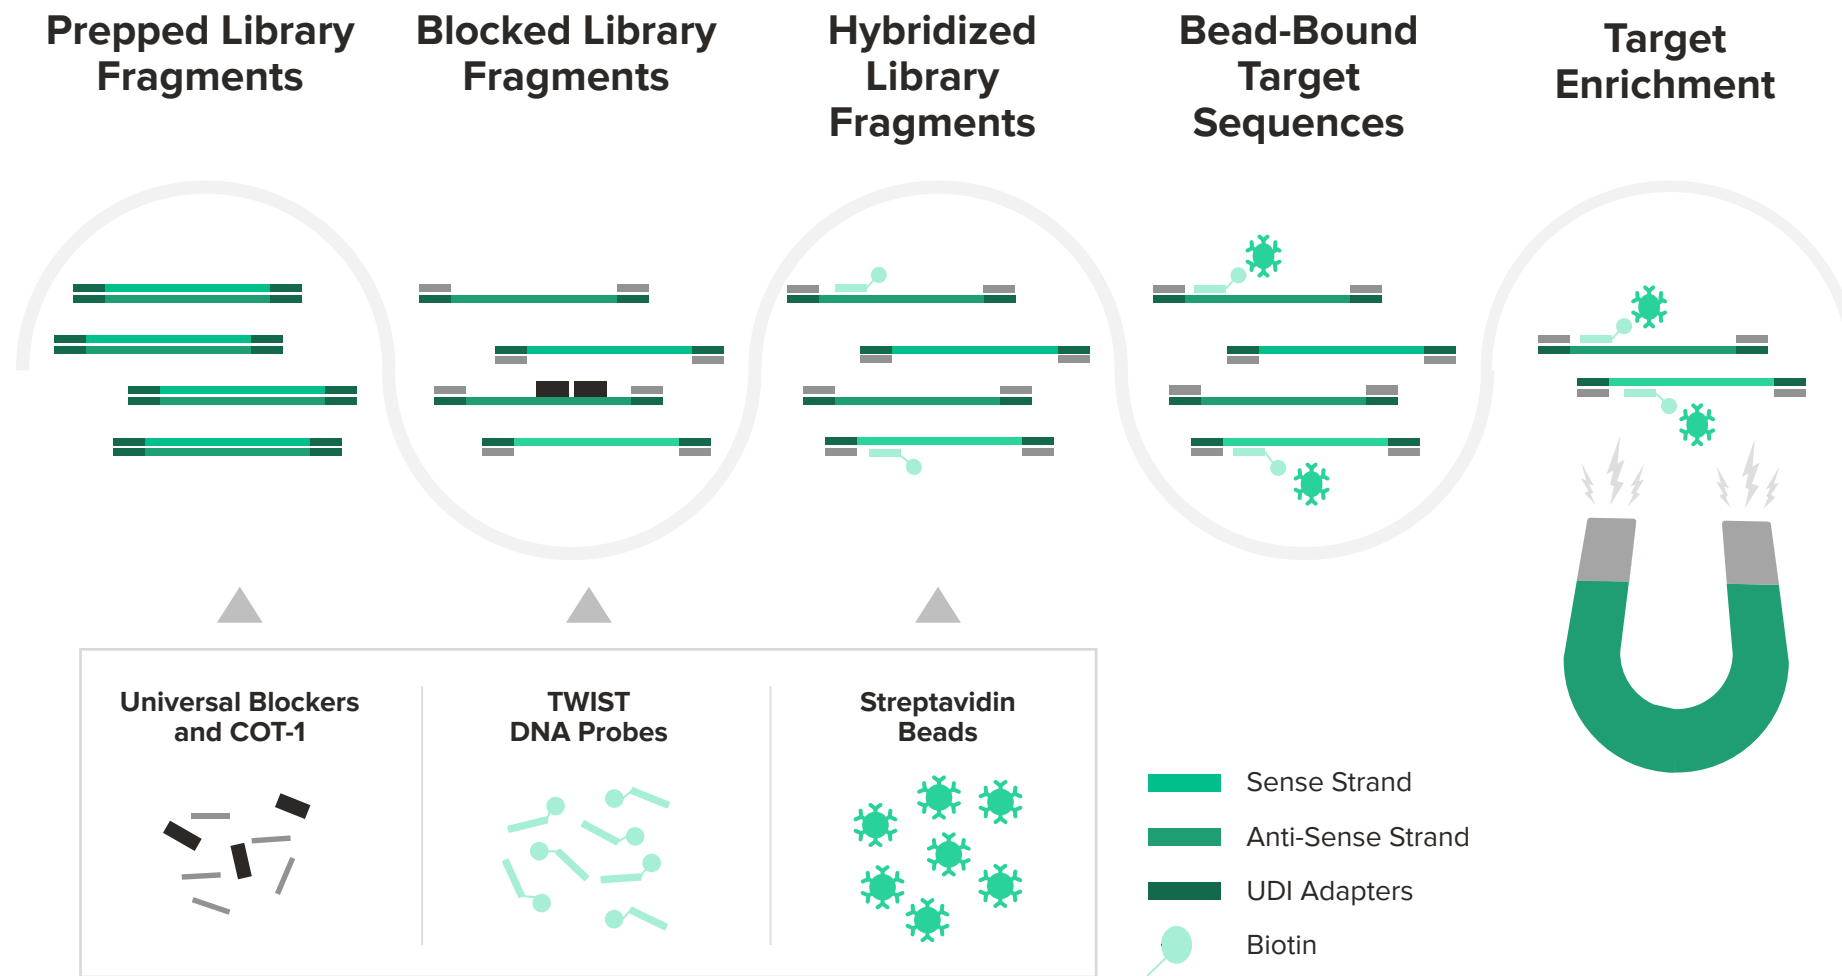 Prepped Library
Fragments
Blocked Library
Fragments
Hybridized
Library
Fragments
Bead-Bound
Target
Sequences
Target
Enrichment
Universal Blockers
and COT-1
TWIST
DNA Probes
Streptavidin
Beads
Sense Strand
Anti-Sense Strand
UDI Adapters
Biotin